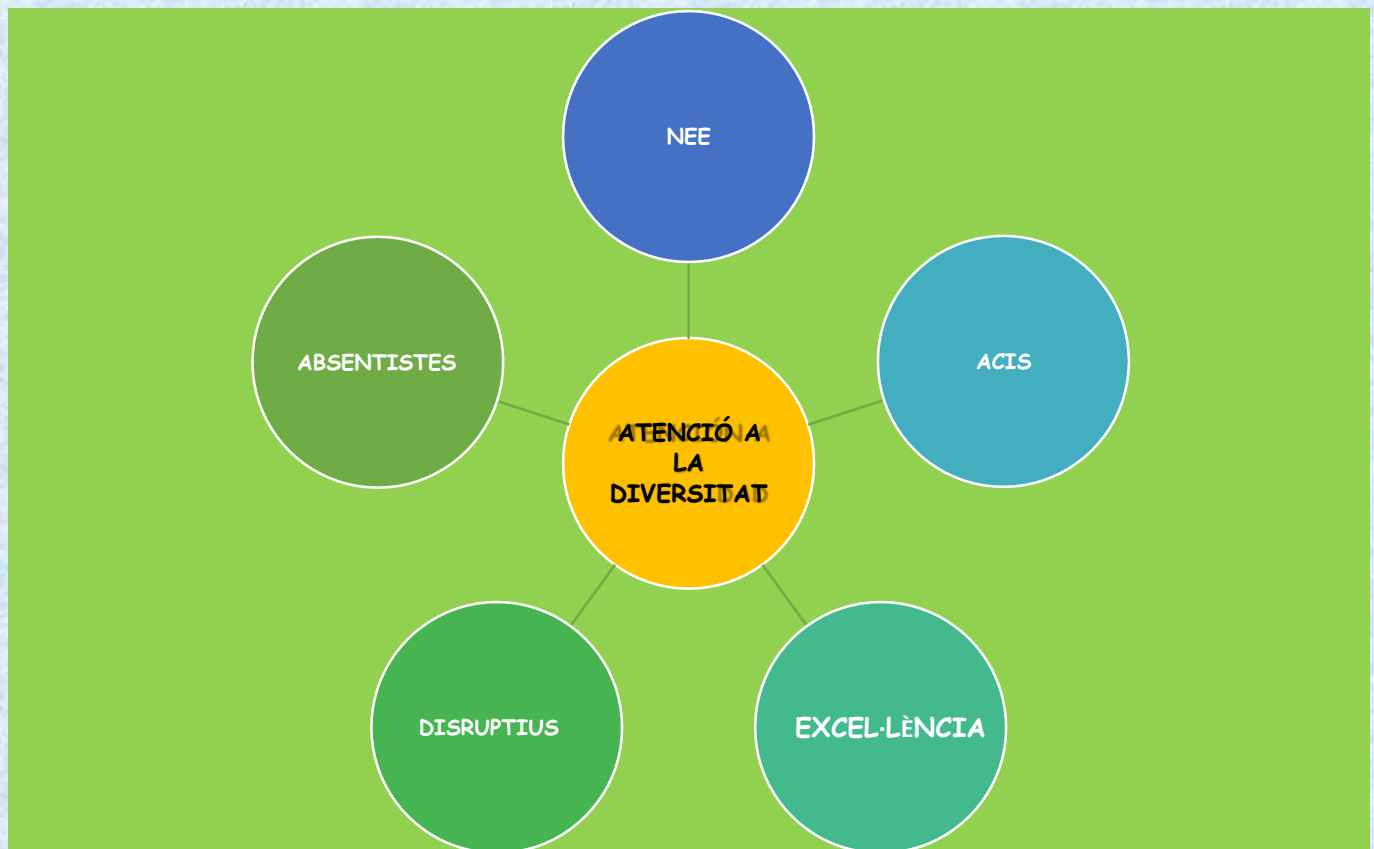 NEE
ABSENTISTES
ACIS
ATENCIÓ A
LA
DIVERSITAT
DISRUPTIUS
EXCEL·LÈNCIA